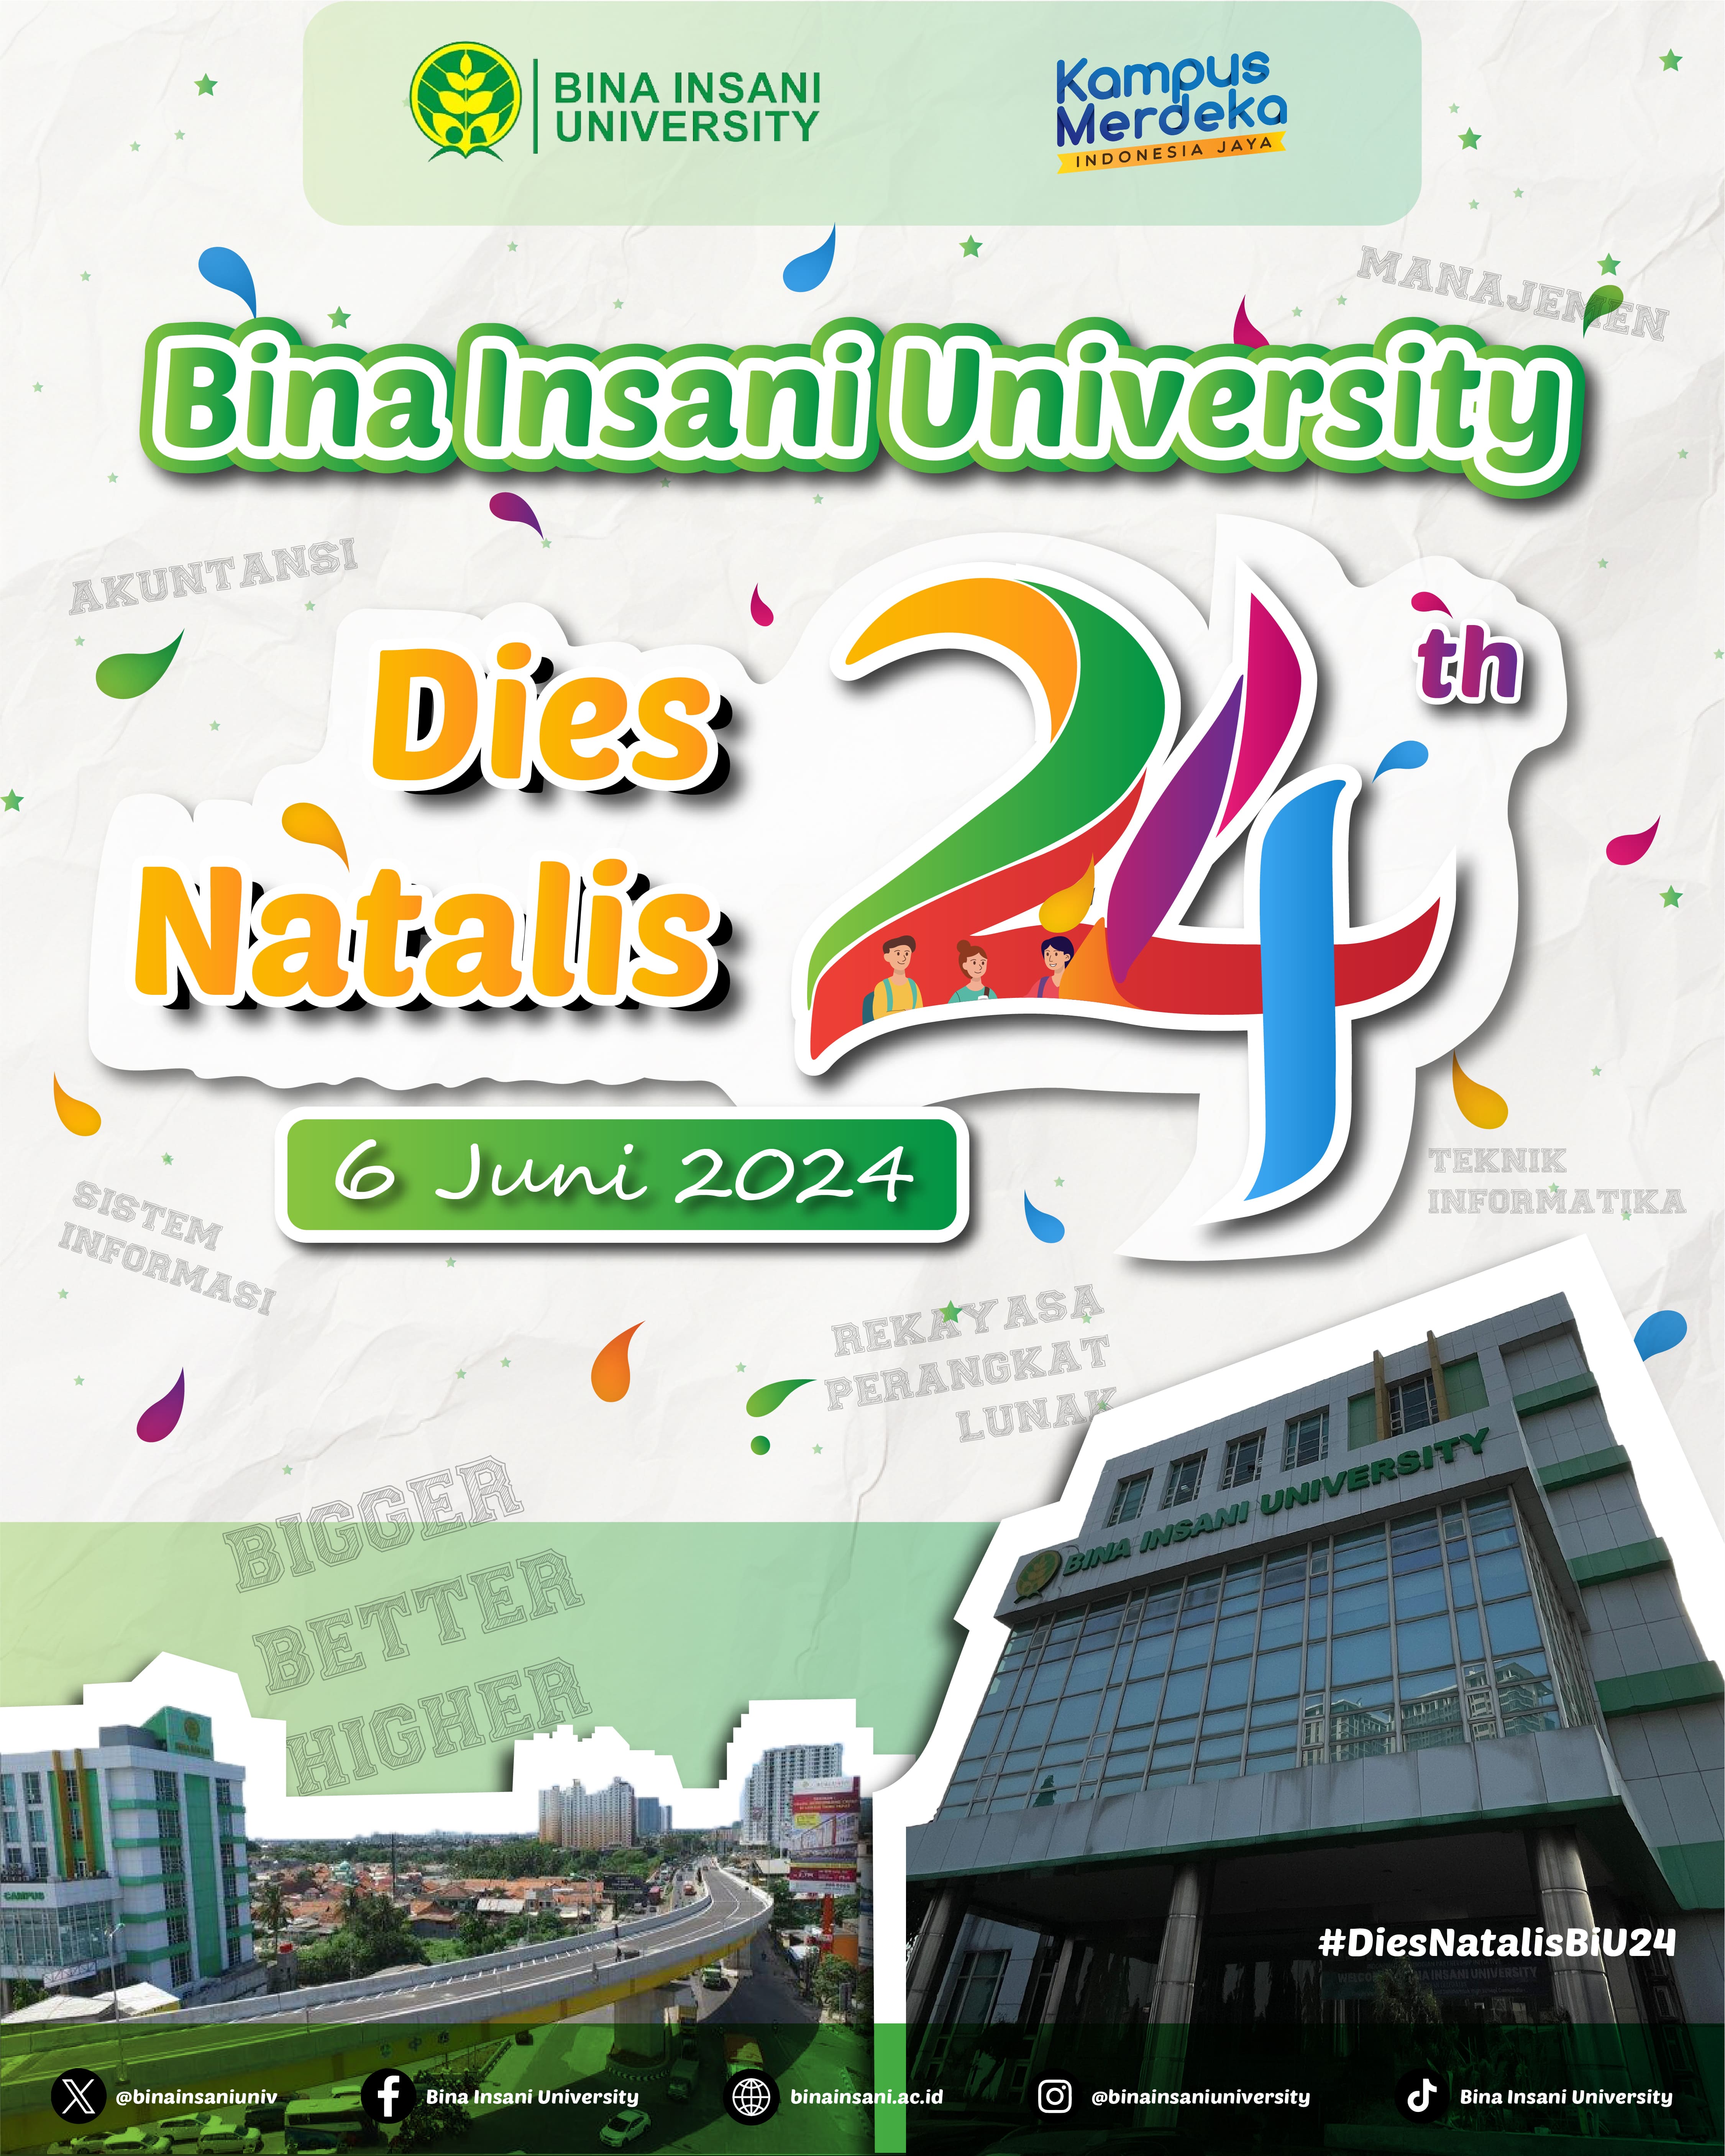 BINA INSANI
UNIVERSITY
Kampus
Merdeka
INDONESIA JAYA
MANAJEMEN
Bina Insani University
AKUNTANSI
Dies
Natalis
24th
6 Juni 2024
TEKNIK
INFORMATIKA
SISTEM
INFORMASI
REKAYASA
PERANGKAT
LUNAK
BIGGER
BETTER
HIGHER
BINA INSANI UNIVERSITY
CAMPUS
#DiesNatalisBiU24
@binainsaniuniv
Bina Insani University
binainsani.ac.id
@binainsaniuniversity
Bina Insani University